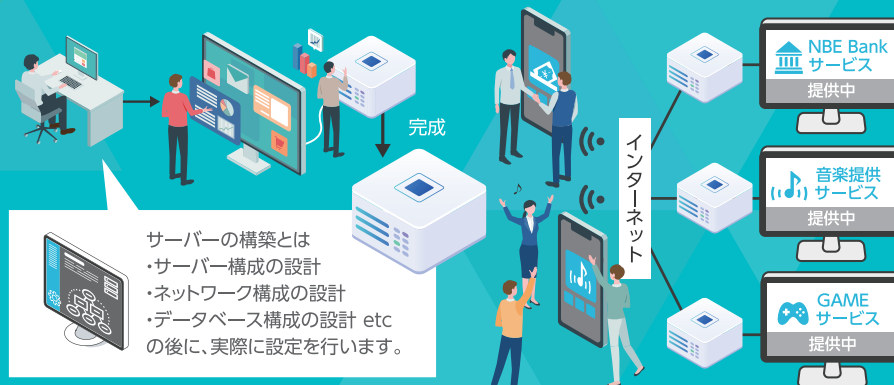 完成
サーバーの構築とは
・サーバー構成の設計
・ネットワーク構成の設計
・データベース構成の設計 etc
の後に、実際に設定を行います。
インターネット
NBE Bank
サービス
提供中
音楽提供
サービス
提供中
GAME
サービス
提供中